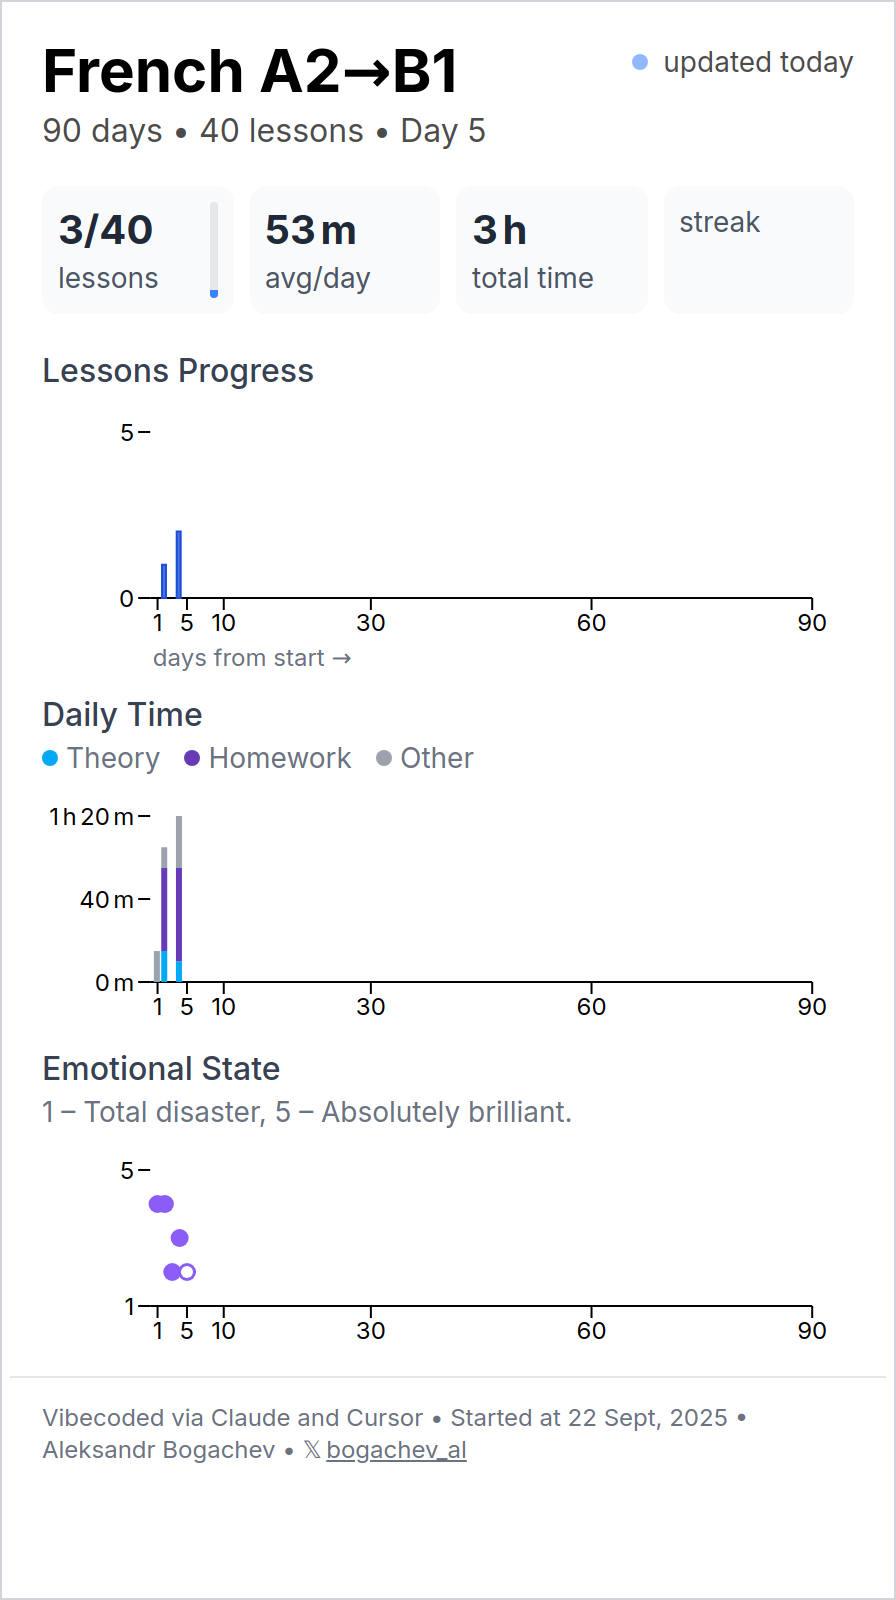 French A2→B1
updated today
90 days • 40 lessons • Day 5
3/40
lessons
53 m
avg/day
3 h
total time
streak
Lessons Progress
5
0
1 5 10 30 60 90
days from start →
Daily Time
Theory Homework Other
1 h 20 m
40 m
0 m
1 5 10 30 60 90
Emotional State
1 – Total disaster, 5 – Absolutely brilliant.
5
1
1 5 10 30 60 90
Vibecoded via Claude and Cursor • Started at 22 Sept, 2025 •
Aleksandr Bogachev • 𝕏 bogachev_al